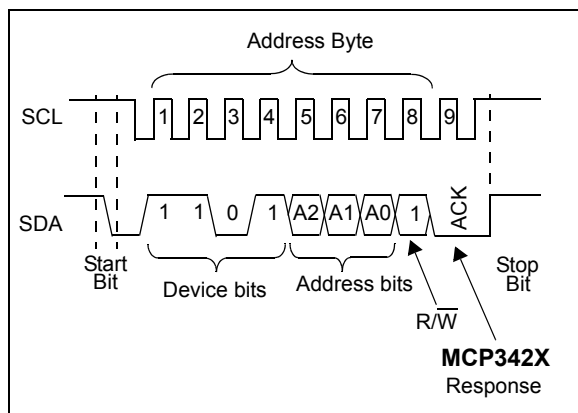 Address Byte
SCL 1 2 3 4 5 6 7 8 9
SDA 1 1 0 1 A2 A1 A0 1 ACK
Start Bit
Device bits
Address bits
Stop Bit
R/W̅
MCP342X
Response